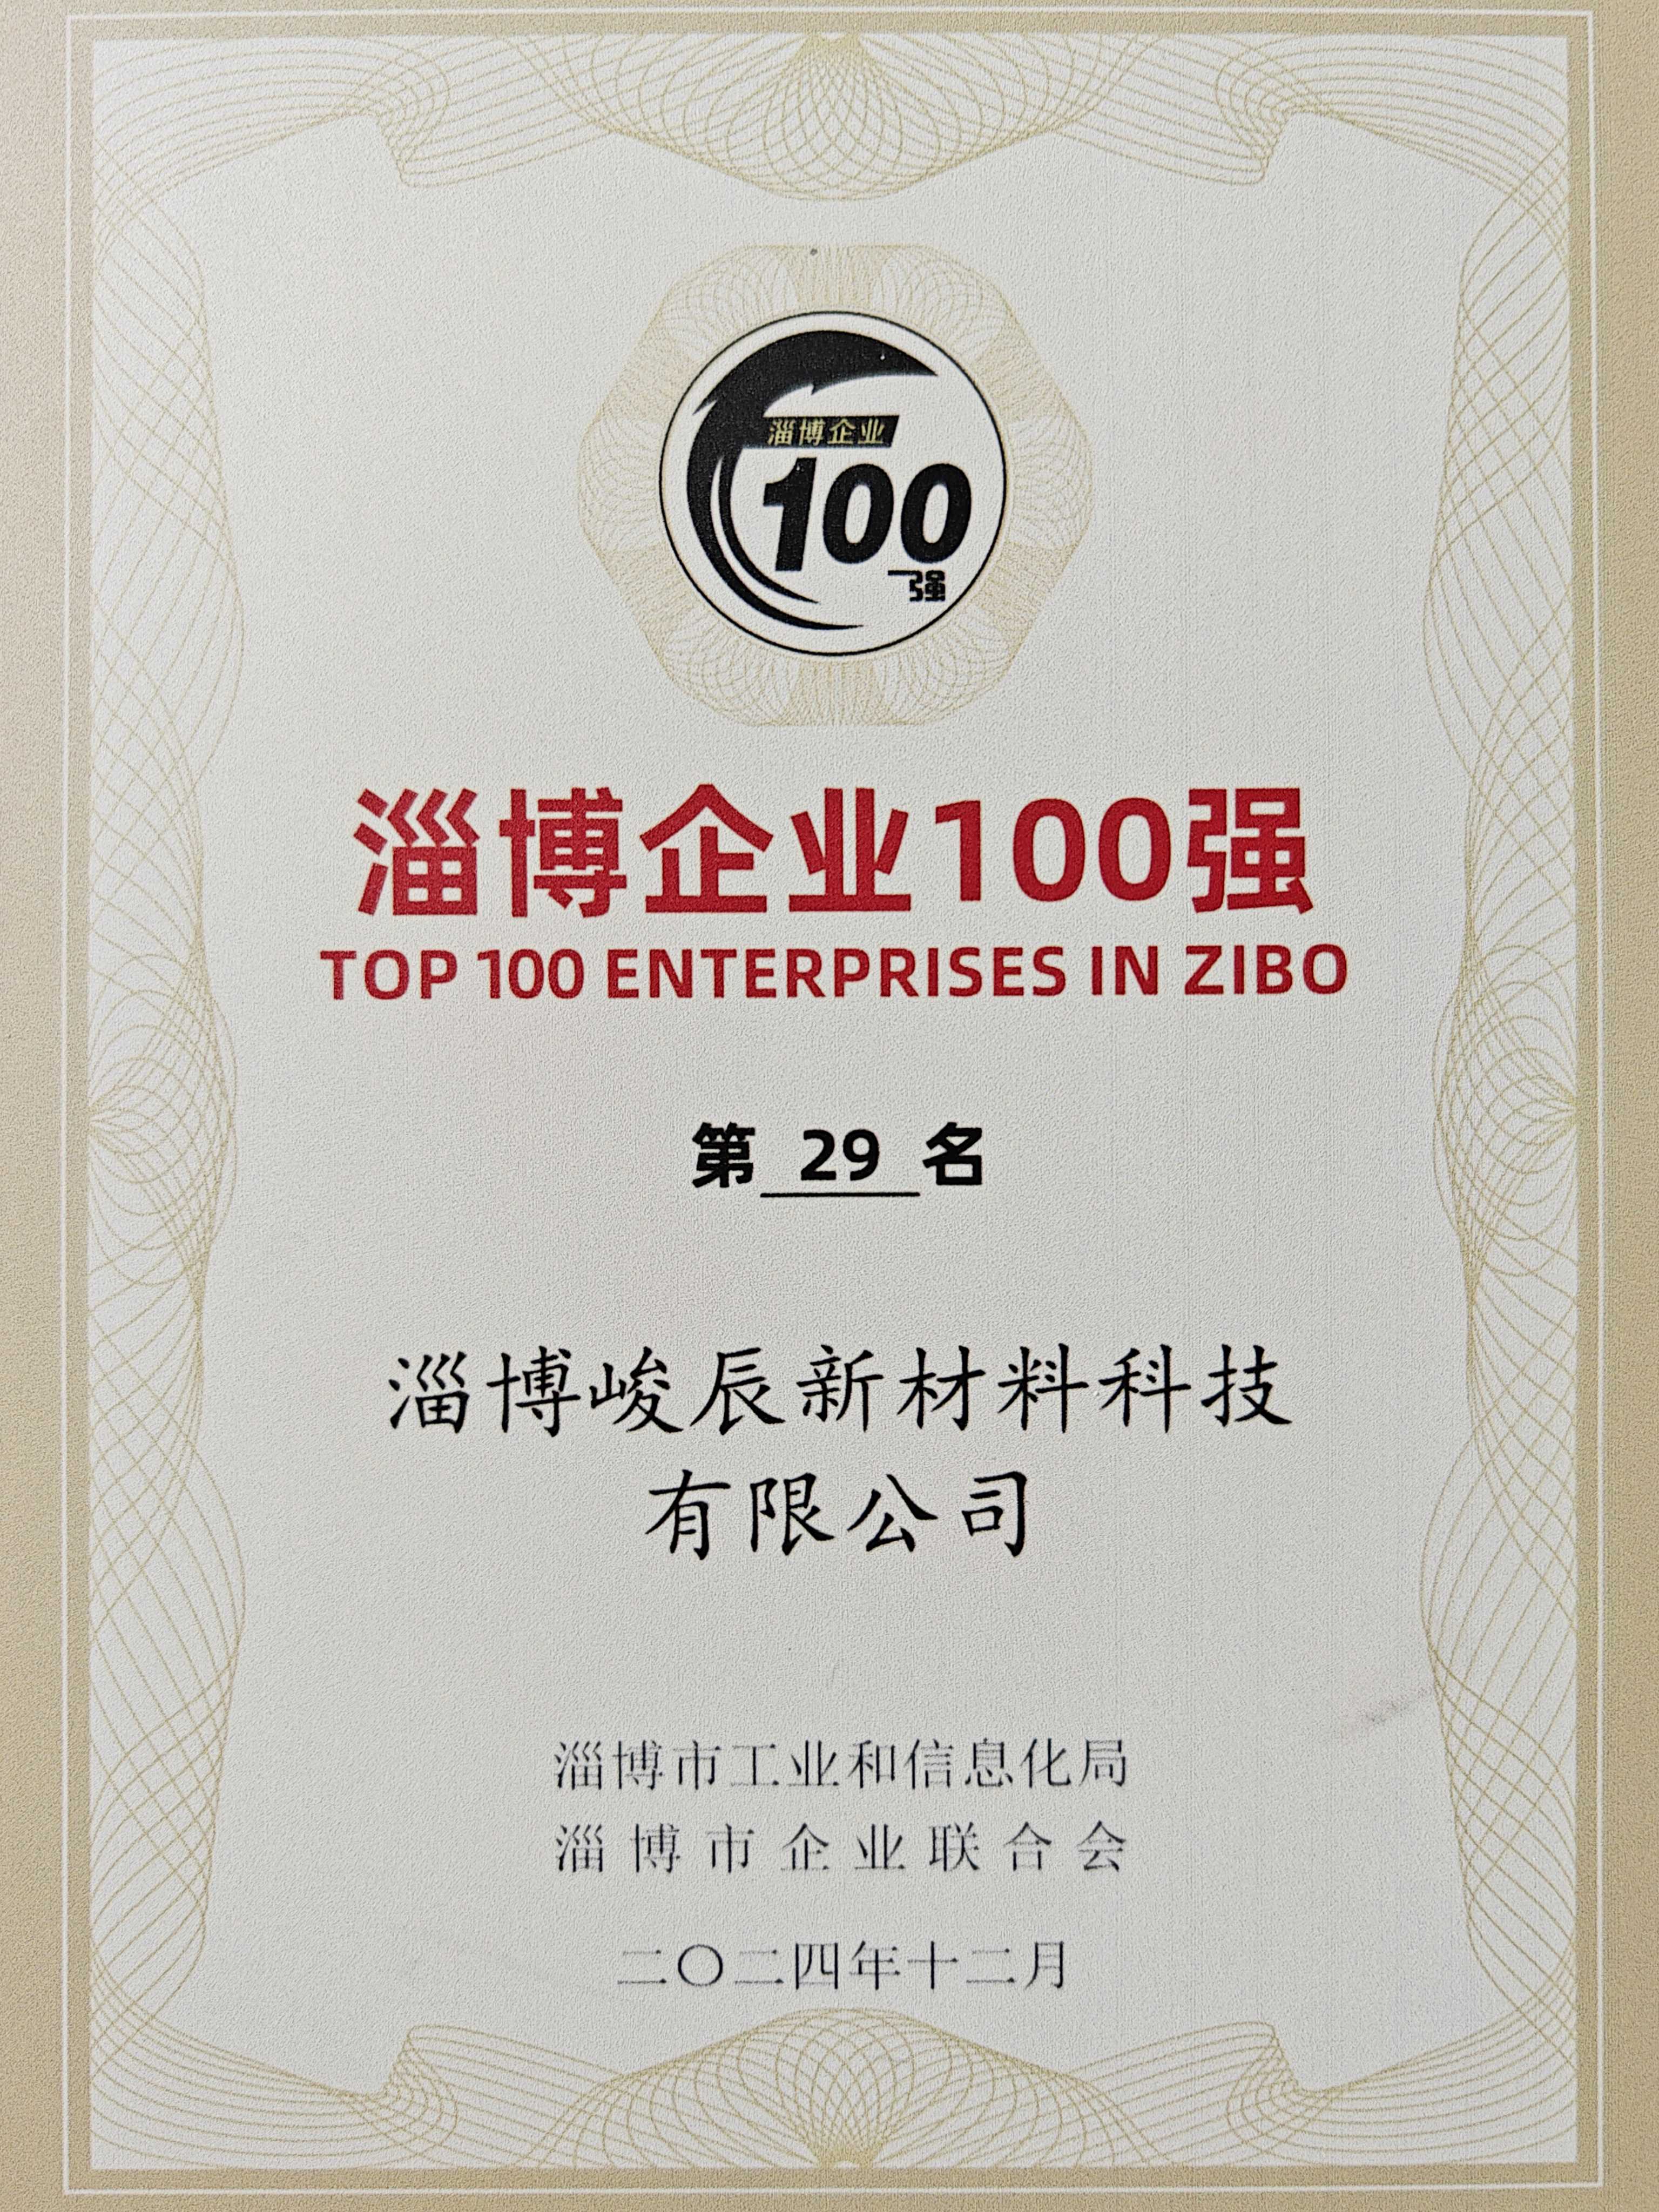 淄博企业
100
强
淄博企业100强
TOP 100 ENTERPRISES IN ZIBO
第 29 名
淄博峻辰新材料科技
有限公司
淄博市工业和信息化局
淄博市企业联合会
二〇二四年十二月